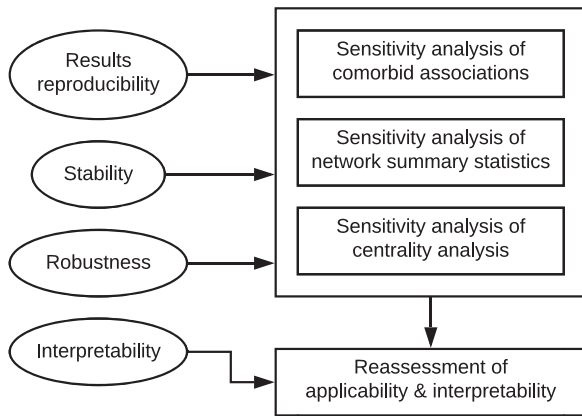 Results
reproducibility
Sensitivity analysis of
comorbid associations
Stability
Sensitivity analysis of
network summary statistics
Robustness
Sensitivity analysis of
centrality analysis
Interpretability
Reassessment of
applicability & interpretability